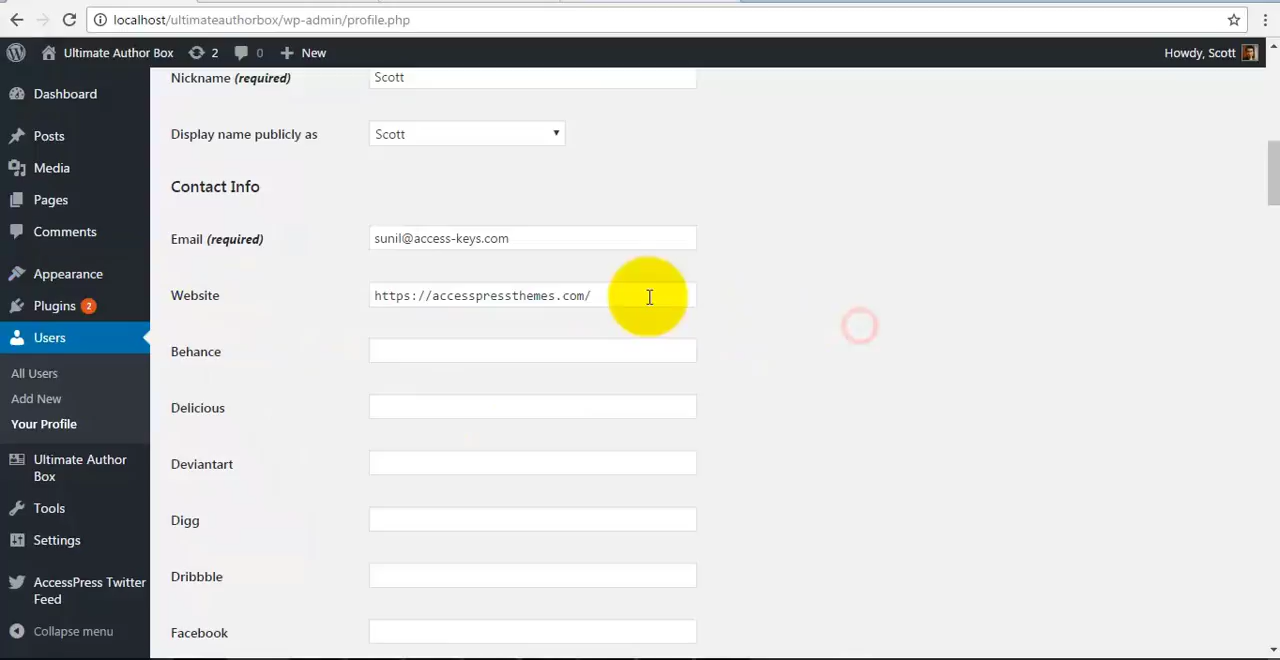 localhost/ultimateauthorbox/wp-admin/profile.php
Ultimate Author Box 2 0 New
Howdy, Scott
Dashboard
Posts
Media
Pages
Comments
Appearance
Plugins 2
Users
All Users
Add New
Your Profile
Ultimate Author
Box
Tools
Settings
AccessPress Twitter
Feed
Collapse menu
Nickname (required) Scott
Display name publicly as Scott
Contact Info
Email (required) sunil@access-keys.com
Website https://accesspressthemes.com/
Behance
Delicious
Deviantart
Digg
Dribbble
Facebook